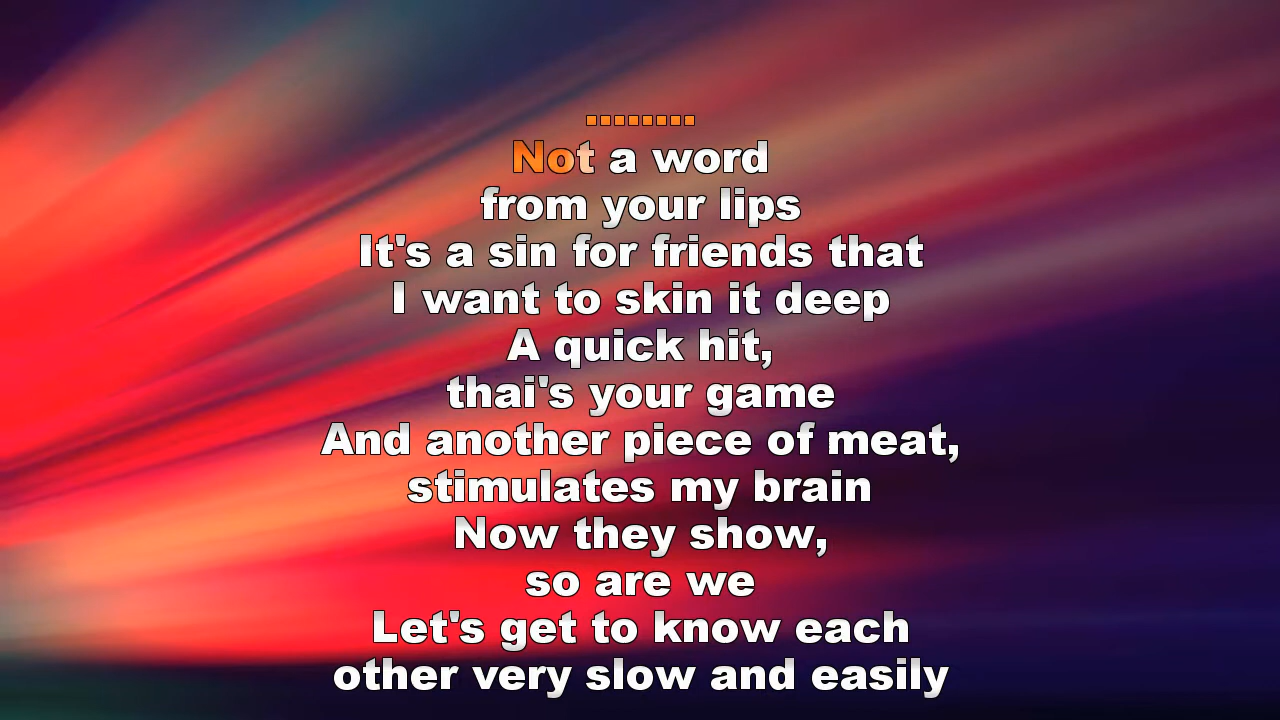 ........
Not a word
from your lips
It's a sin for friends that
I want to skin it deep
A quick hit,
thai's your game
And another piece of meat,
stimulates my brain
Now they show,
so are we
Let's get to know each
other very slow and easily